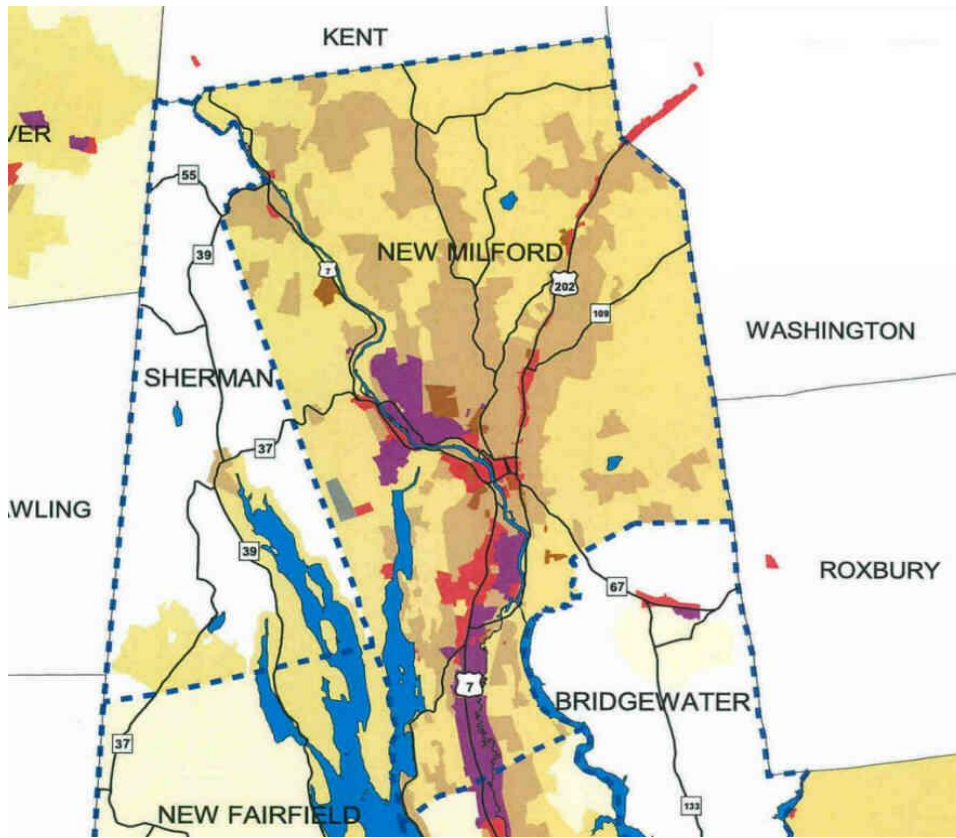 KENT
VER
55
39
NEW MILFORD
7
202
109
WASHINGTON
SHERMAN
37
WLING
39
67
ROXBURY
7
BRIDGEWATER
37
NEW FAIRFIELD
133